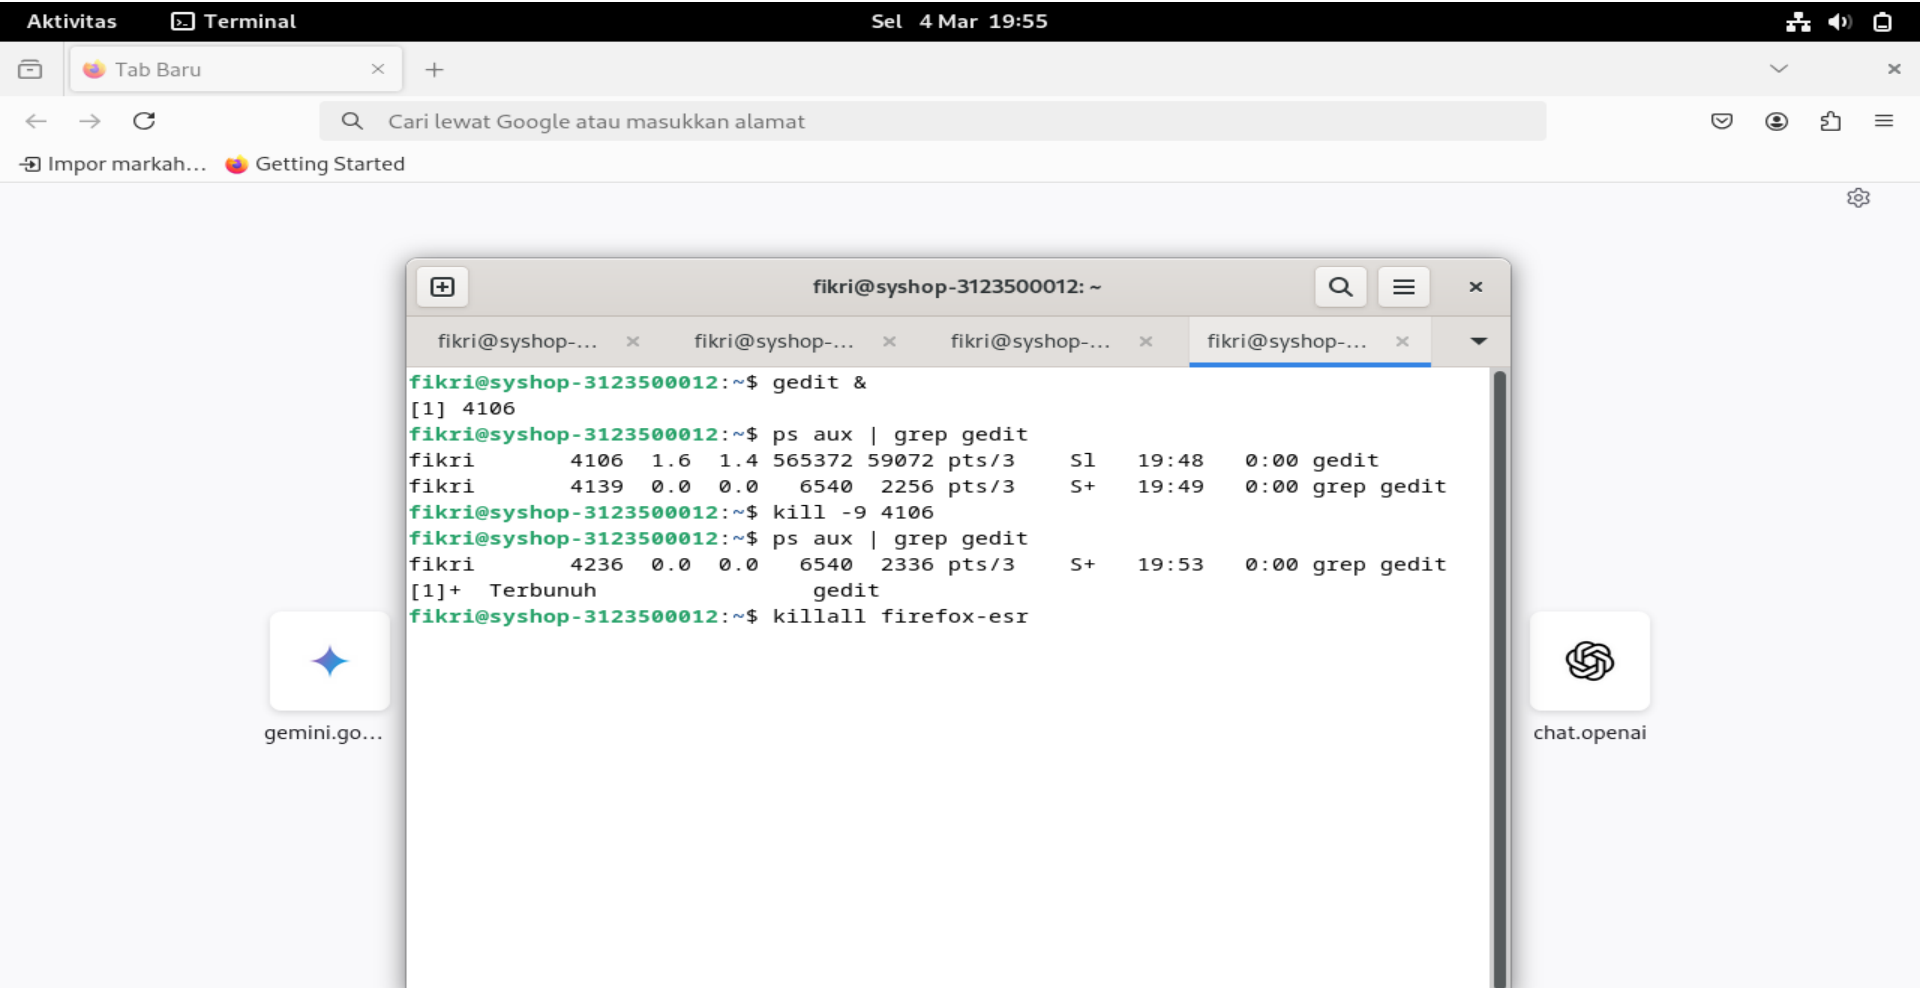 Aktivitas Terminal Sel 4 Mar 19:55
Tab Baru
Cari lewat Google atau masukkan alamat
Impor markah... Getting Started
fikri@syshop-3123500012: ~
fikri@syshop-... fikri@syshop-... fikri@syshop-... fikri@syshop-...
fikri@syshop-3123500012:~$ gedit &
[1] 4106
fikri@syshop-3123500012:~$ ps aux | grep gedit
fikri       4106  1.6  1.4 565372 59072 pts/3    Sl   19:48   0:00 gedit
fikri       4139  0.0  0.0   6540  2256 pts/3    S+   19:49   0:00 grep gedit
fikri@syshop-3123500012:~$ kill -9 4106
fikri@syshop-3123500012:~$ ps aux | grep gedit
fikri       4236  0.0  0.0   6540  2336 pts/3    S+   19:53   0:00 grep gedit
[1]+  Terbunuh                gedit
fikri@syshop-3123500012:~$ killall firefox-esr
gemini.go... chat.openai